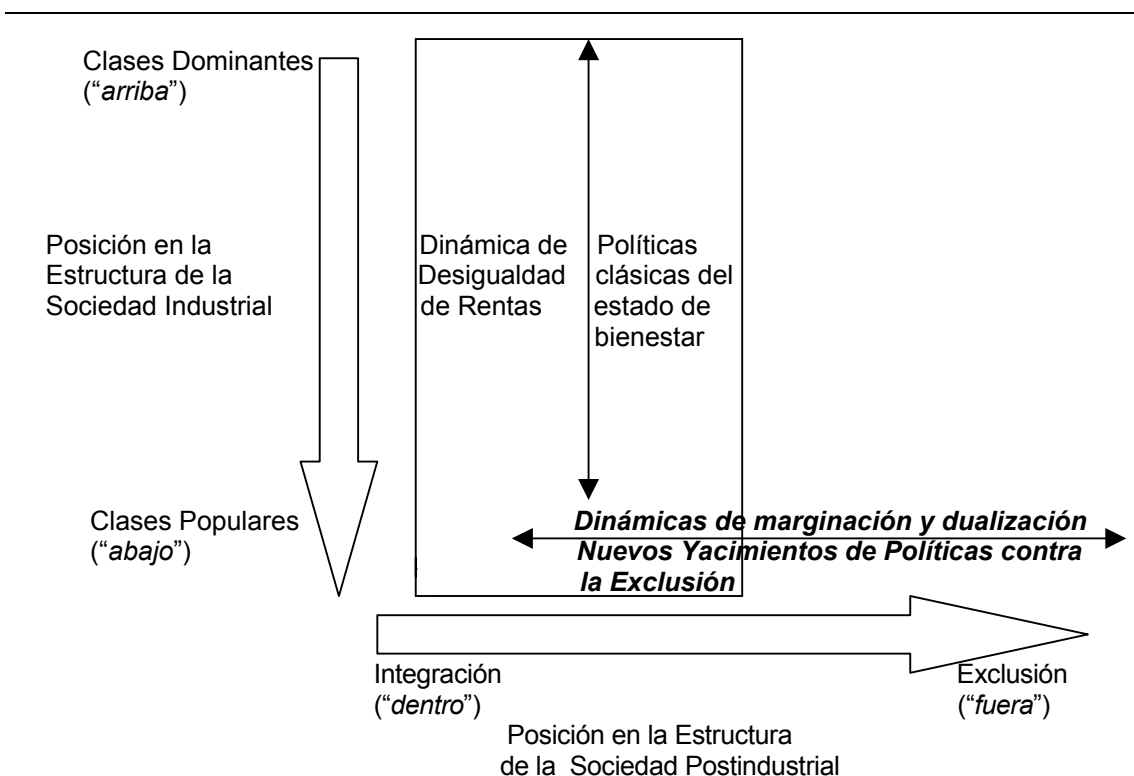 Clases Dominantes
(“arriba”)
Posición en la
Estructura de la
Sociedad Industrial
Dinámica de
Desigualdad
de Rentas
Políticas
clásicas del
estado de
bienestar
Clases Populares
(“abajo”)
Dinámicas de marginación y dualización
Nuevos Yacimientos de Políticas contra
la Exclusión
Integración
(“dentro”)
Exclusión
(“fuera”)
Posición en la Estructura
de la Sociedad Postindustrial